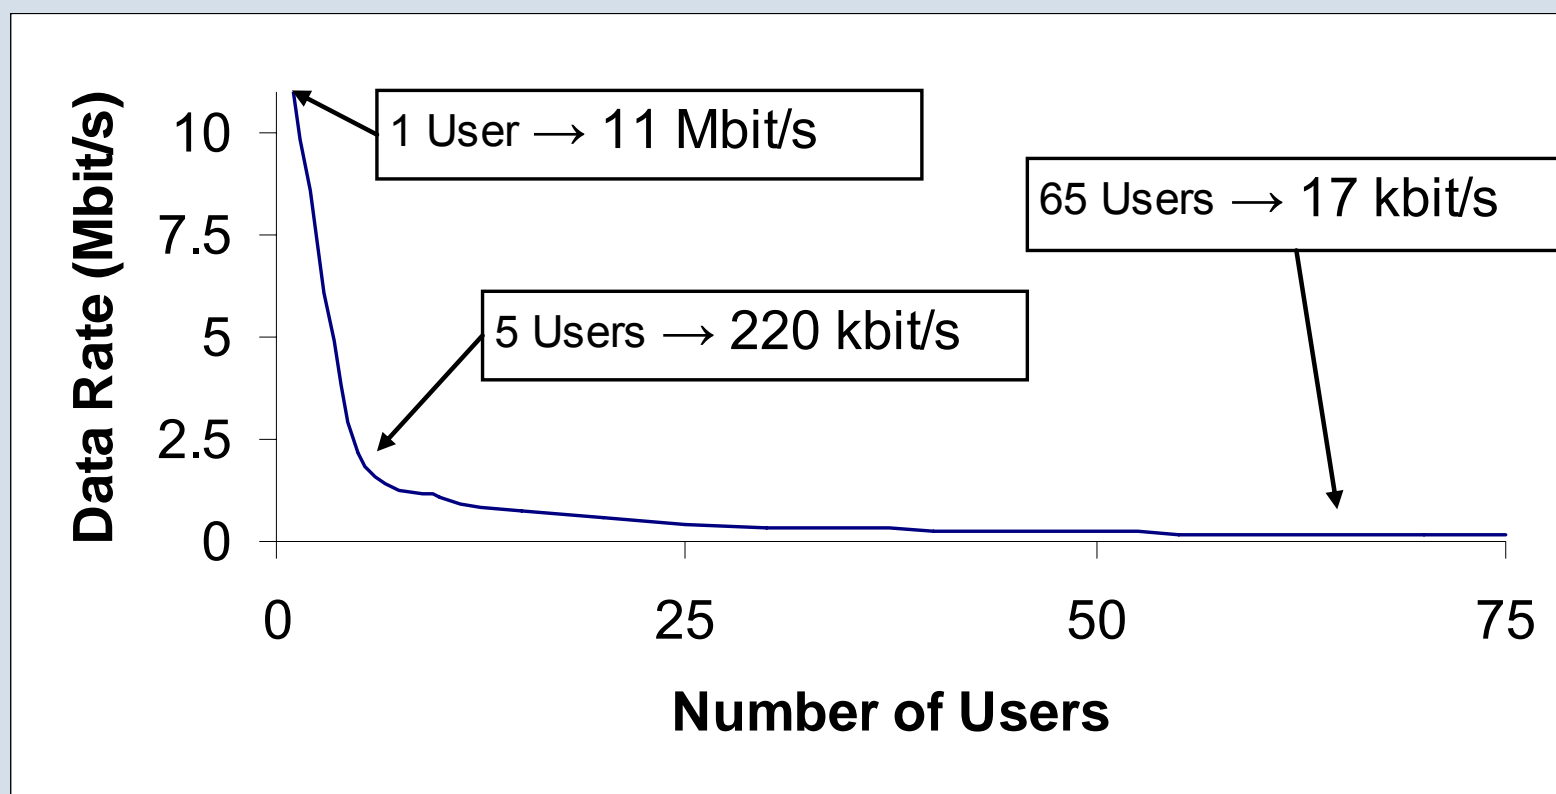 Data Rate (Mbit/s)
10
7.5
5
2.5
0
1 User → 11 Mbit/s
65 Users → 17 kbit/s
5 Users → 220 kbit/s
0 25 50 75
Number of Users